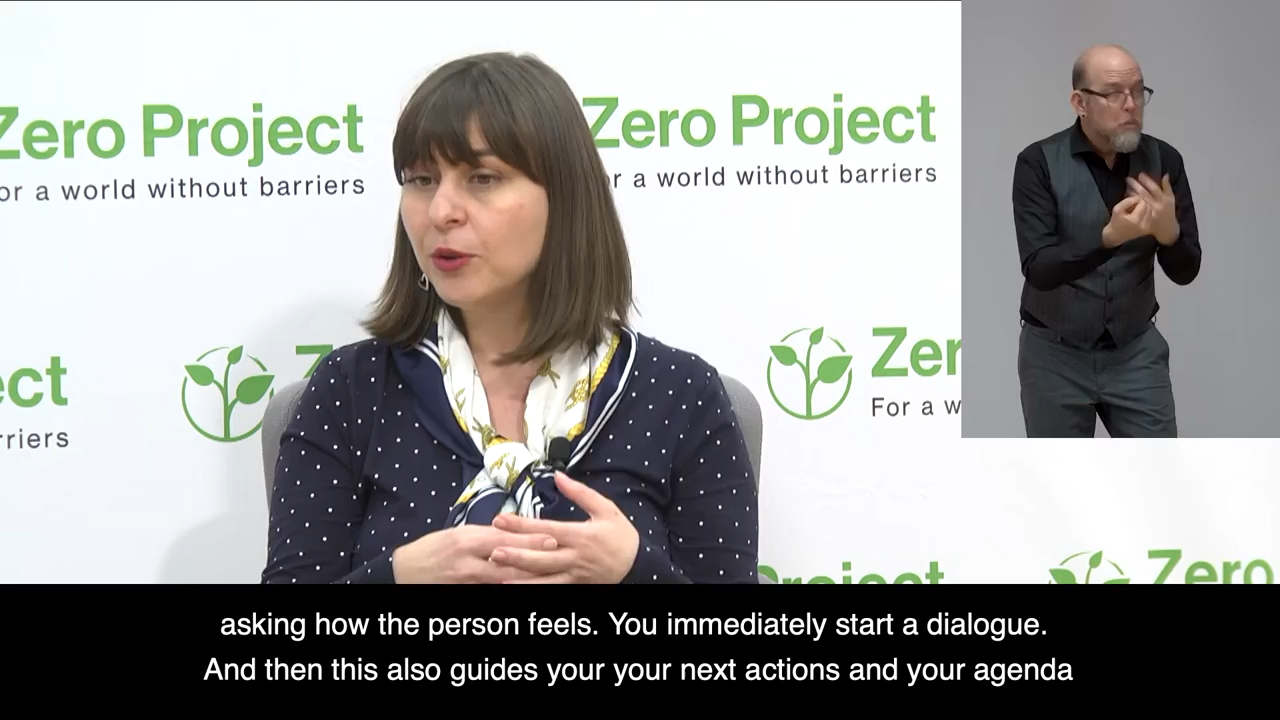 Zero Project
or a world without barriers
Zero Project
or a world without barriers
ect
rriers
Z
Zer
For a w
Project
Zero
asking how the person feels. You immediately start a dialogue.
And then this also guides your your next actions and your agenda